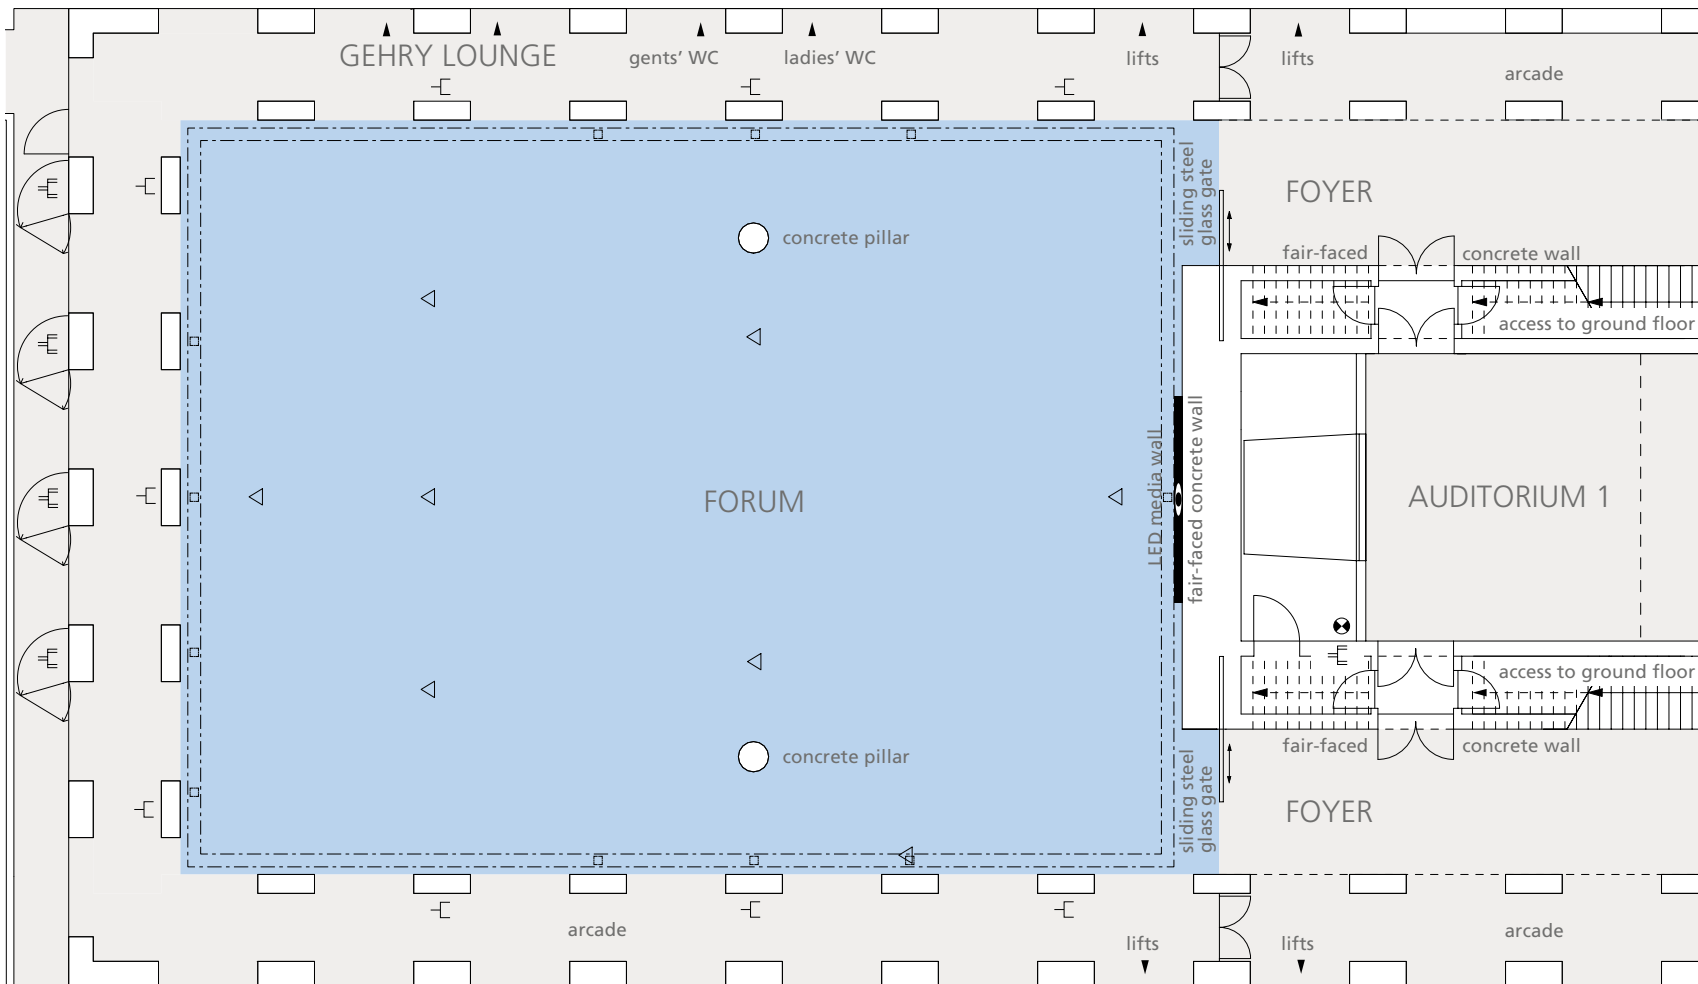 GEHRY LOUNGE
gents’ WC
ladies’ WC
lifts
lifts
arcade
sliding steel
glass gate
FOYER
concrete pillar
fair-faced
concrete wall
access to ground floor
LED media wall
fair-faced concrete wall
FORUM
AUDITORIUM 1
access to ground floor
fair-faced
concrete wall
concrete pillar
sliding steel
glass gate
FOYER
arcade
lifts
lifts
arcade